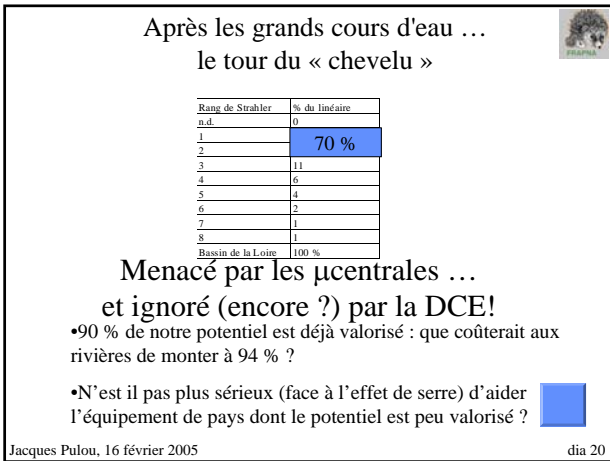 Après les grands cours d'eau …
le tour du « chevelu »
FRAPNA
Rang de Strahler % du linéaire
n.d. 0
1
2
70 %
3 11
4 6
5 4
6 2
7 1
8 1
Bassin de la Loire 100 %
Menacé par les µcentrales …
et ignoré (encore ?) par la DCE!
•90 % de notre potentiel est déjà valorisé : que coûterait aux
rivières de monter à 94 % ?
•N'est il pas plus sérieux (face à l'effet de serre) d'aider
l'équipement de pays dont le potentiel est peu valorisé ?
Jacques Pulou, 16 février 2005 dia 20